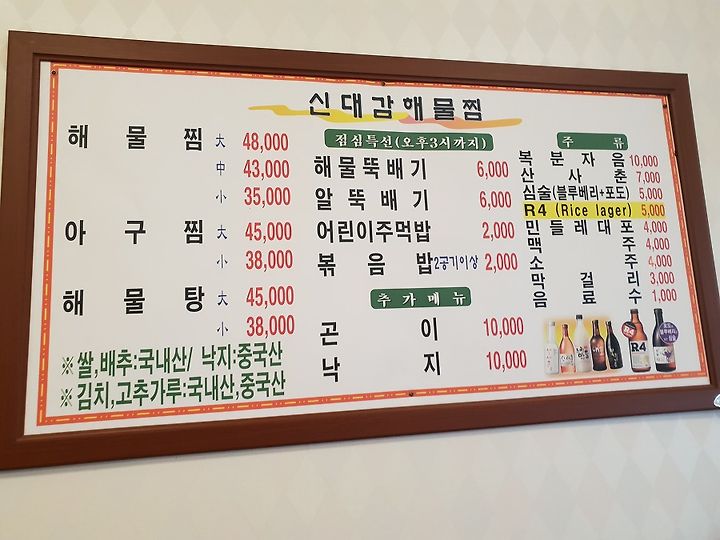 신대감해물찜
해물찜 大 48,000
中 43,000
小 35,000
아구찜 大 45,000
小 38,000
해물탕 大 45,000
小 38,000
※쌀,배추:국내산/ 낙지:중국산
※김치,고추가루:국내산,중국산
점심특선(오후3시까지)
해물뚝배기 6,000
알뚝배기 6,000
어린이주먹밥 2,000
볶음밥2공기이상 2,000
추가메뉴
곤이 10,000
낙지 10,000
주류
복분자음 10,000
산사춘 7,000
심술(블루베리+포도) 5,000
R4 (Rice lager) 5,000
민들레대포 4,000
맥주 4,000
소주 4,000
막걸리 3,000
음료수 1,000
R4